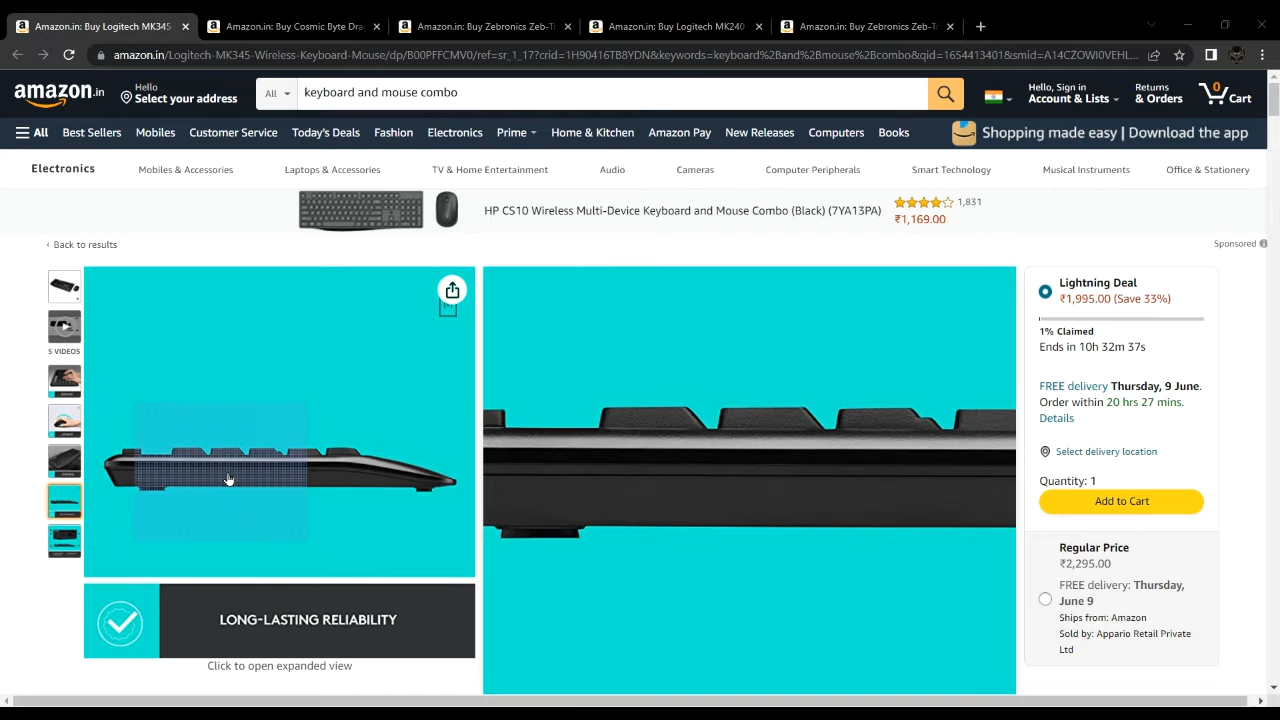 Amazon.in: Buy Logitech MK345
Amazon.in: Buy Cosmic Byte Dra
Amazon.in: Buy Zebronics Zeb-Tr
Amazon.in: Buy Logitech MK240
Amazon.in: Buy Zebronics Zeb-Tr
amazon.in/Logitech-MK345-Wireless-Keyboard-Mouse/dp/B00PFFCMV0/ref=sr_1_17?crid=1H90416TB8YDN&keywords=keyboard%2Band%2Bmouse%2Bcombo&qid=1654413401&smid=A14CZOWI0VEHL...
amazon.in
Hello
Select your address
All
keyboard and mouse combo
Hello, Sign in
Account & Lists
Returns
& Orders
0
Cart
All
Best Sellers
Mobiles
Customer Service
Today's Deals
Fashion
Electronics
Prime
Home & Kitchen
Amazon Pay
New Releases
Computers
Books
Shopping made easy | Download the app
Electronics
Mobiles & Accessories
Laptops & Accessories
TV & Home Entertainment
Audio
Cameras
Computer Peripherals
Smart Technology
Musical Instruments
Office & Stationery
HP CS10 Wireless Multi-Device Keyboard and Mouse Combo (Black) (7YA13PA)
1,831
₹1,169.00
‹ Back to results
Sponsored
5 VIDEOS
LONG-LASTING RELIABILITY
Click to open expanded view
Lightning Deal
₹1,995.00 (Save 33%)
1% Claimed
Ends in 10h 32m 37s
FREE delivery Thursday, 9 June.
Order within 20 hrs 27 mins.
Details
Select delivery location
Quantity: 1
Add to Cart
Regular Price
₹2,295.00
FREE delivery: Thursday,
June 9
Ships from: Amazon
Sold by: Appario Retail Private
Ltd